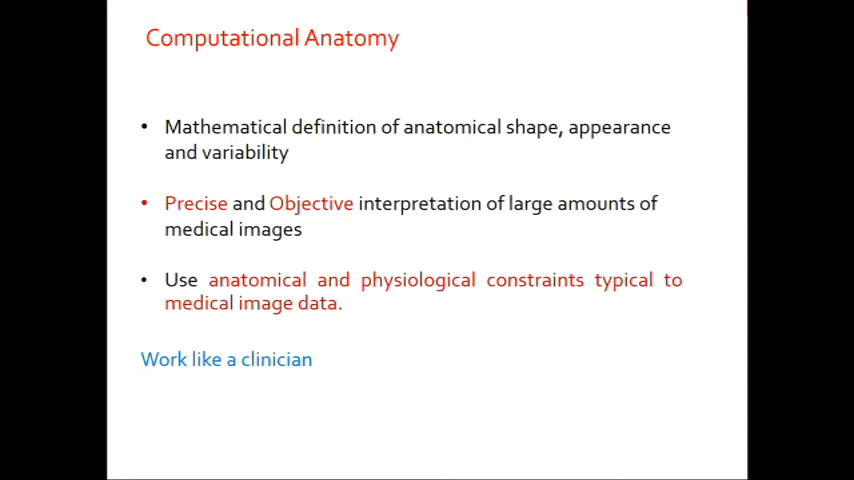 Computational Anatomy
• Mathematical definition of anatomical shape, appearance
and variability
• Precise and Objective interpretation of large amounts of
medical images
• Use anatomical and physiological constraints typical to
medical image data.
Work like a clinician